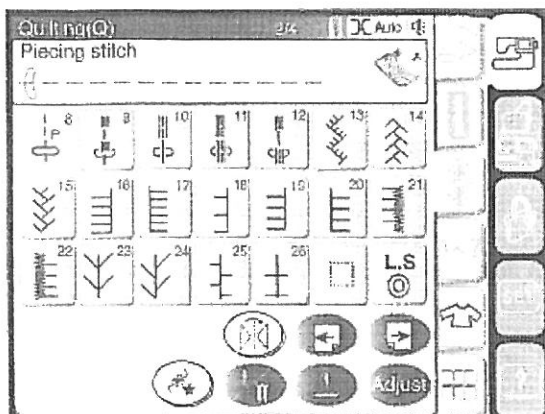 Quilting(Q) 2/4 Auto
Piecing stitch
8 9 10 11 12 13 14
P
15 16 17 18 19 20 21
22 23 24 25 26 L.S
Adjust